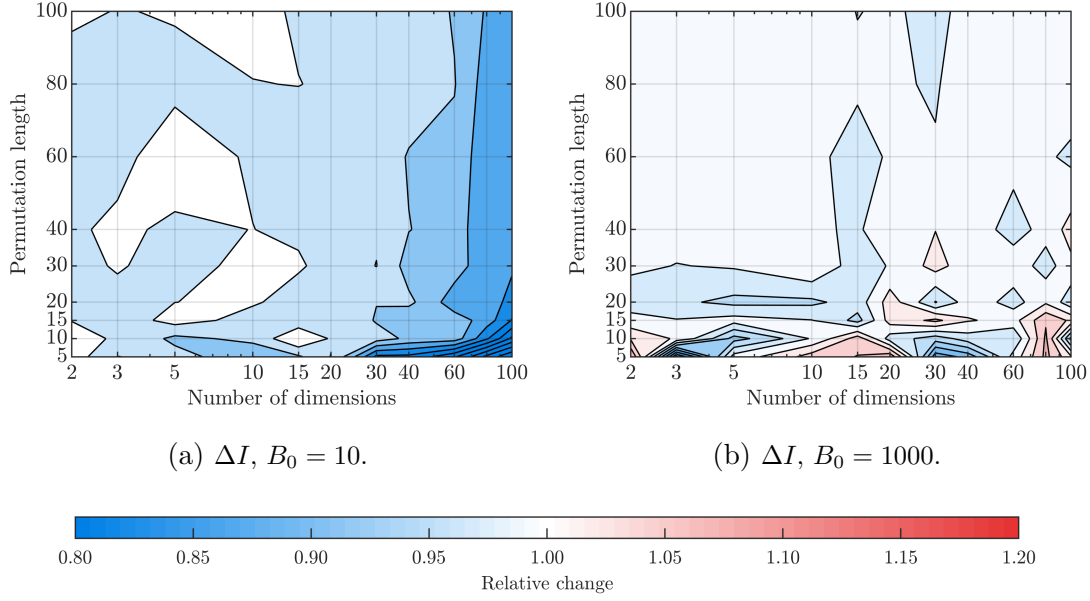 Permutation length
100
80
60
40
30
20
15
10
5
2 3 5 10 15 20 30 40 60 100
Number of dimensions
(a) ΔI, B₀ = 10.
Permutation length
100
80
60
40
30
20
15
10
5
2 3 5 10 15 20 30 40 60 100
Number of dimensions
(b) ΔI, B₀ = 1000.
0.80 0.85 0.90 0.95 1.00 1.05 1.10 1.15 1.20
Relative change